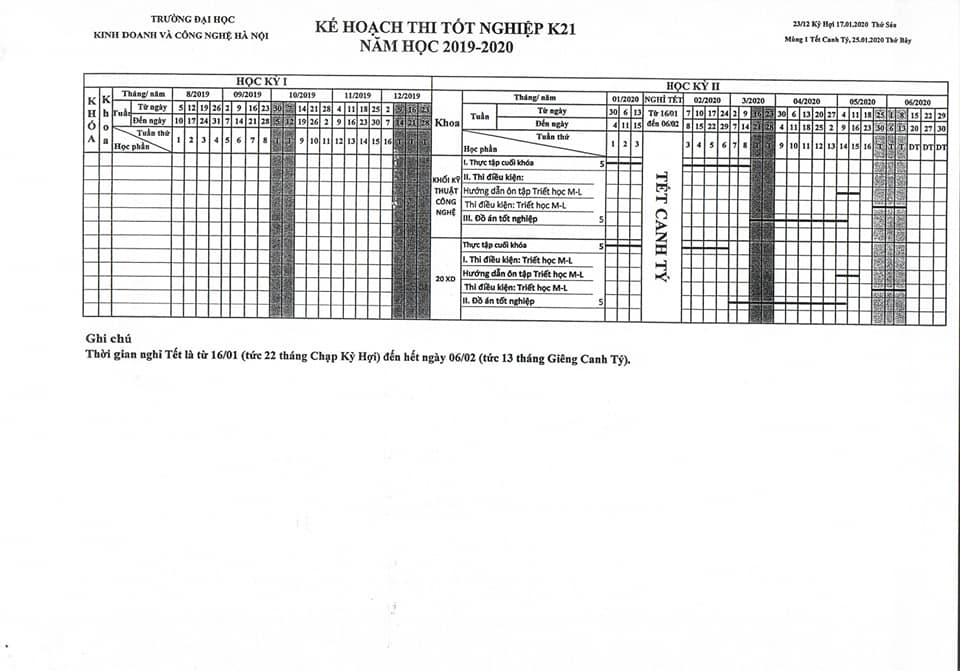 TRƯỜNG ĐẠI HỌC
KINH DOANH VÀ CÔNG NGHỆ HÀ NỘI
KẾ HOẠCH THI TỐT NGHIỆP K21
NĂM HỌC 2019-2020
23/12 Kỷ Hợi 17.01.2020 Thứ Sáu
Mùng 1 Tết Canh Tý, 25.01.2020 Thứ Bảy
HỌC KỲ I
KHÓA
Khoa
Tháng/ năm 8/2019 09/2019 10/2019 11/2019 12/2019
Tuần
Từ ngày 5 12 19 26 2 9 16 23 30 14 21 28 4 11 18 25 2 16 23
Đến ngày 10 17 24 31 7 14 21 28 5 12 19 26 2 9 16 23 30 7 14 21 28
Tuần thứ
Học phần
1 2 3 4 5 6 7 8 T T 9 10 11 12 13 14 15 16 T T T
HỌC KỲ II
Khoa
Tháng/ năm 01/2020 NGHỈ TẾT 02/2020 3/2020 04/2020 05/2020 06/2020
Tuần
Từ ngày 30 6 13 Từ 16/01 7 10 17 24 2 9 16 23 30 6 13 20 27 4 11 18 25 1 8 15 22 29
Đến ngày 4 11 15 đến 06/02 8 15 22 29 7 14 21 28 4 11 18 25 2 9 16 23 30 6 13 20 27 30
Tuần thứ
Học phần
1 2 3 3 4 5 6 7 8 T T 9 10 11 12 13 14 15 16 T T T DT DT DT
KHỐI KỸ THUẬT CÔNG NGHỆ
I. Thực tập cuối khóa 5
II. Thi điều kiện:
Hướng dẫn ôn tập Triết học M-L
Thi điều kiện: Triết học M-L
III. Đồ án tốt nghiệp 5
TẾT CANH TÝ
20 XD
Thực tập cuối khóa 5
I. Thi điều kiện: Triết học M-L
Hướng dẫn ôn tập Triết học M-L
Thi điều kiện: Triết học M-L
II. Đồ án tốt nghiệp 5
Ghi chú
Thời gian nghỉ Tết là từ 16/01 (tức 22 tháng Chạp Kỷ Hợi) đến hết ngày 06/02 (tức 13 tháng Giêng Canh Tý).